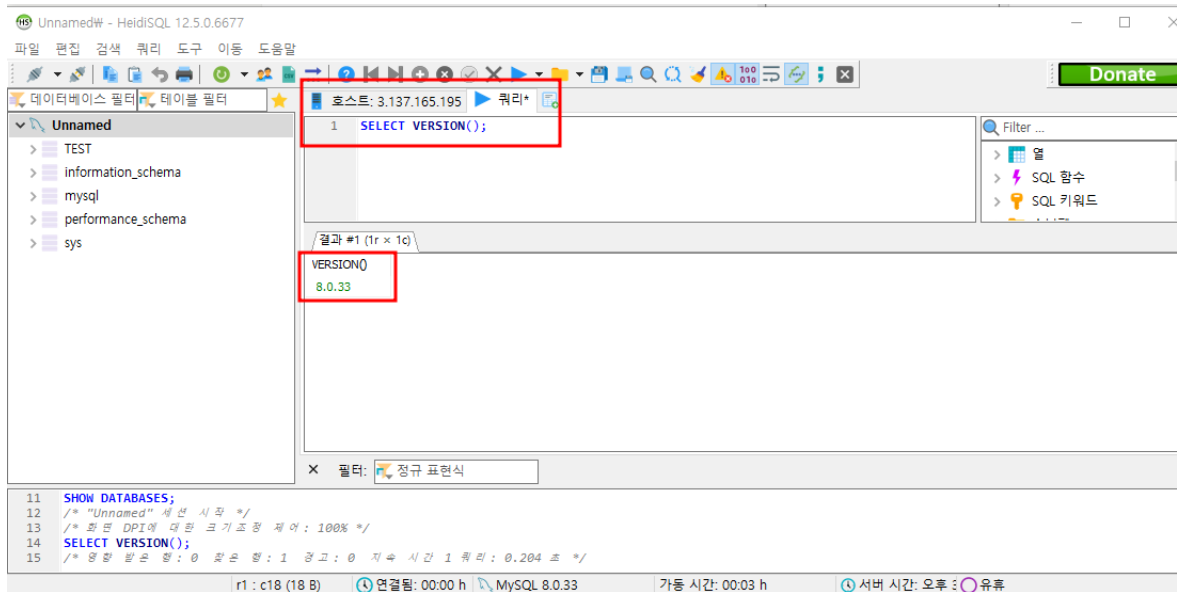 Unnamed₩ - HeidiSQL 12.5.0.6677
파일 편집 검색 쿼리 도구 이동 도움말
Donate
데이터베이스 필터 테이블 필터
호스트: 3.137.165.195 쿼리*
Unnamed
TEST
information_schema
mysql
performance_schema
sys
1 SELECT VERSION();
Filter ...
열
SQL 함수
SQL 키워드
결과 #1 (1r × 1c)
VERSION()
8.0.33
필터: 정규 표현식
11 SHOW DATABASES;
12 /* "Unnamed" 세션 시작 */
13 /* 화면 DPI에 대한 크기조정 제어: 100% */
14 SELECT VERSION();
15 /* 영향 받은 행: 0 찾은 행: 1 경고: 0 지속 시간 1 쿼리: 0.204 초 */
r1 : c18 (18 B) 연결됨: 00:00 h MySQL 8.0.33 가동 시간: 00:03 h 서버 시간: 오후 유휴